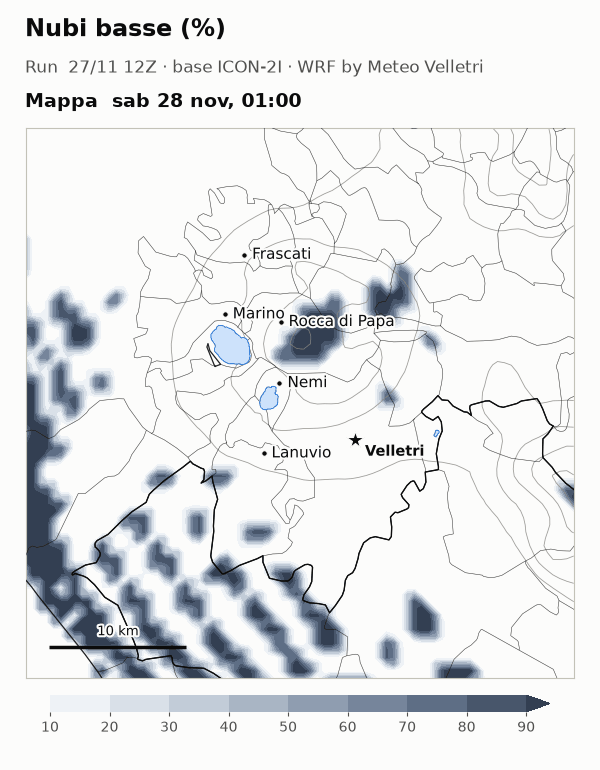 Nubi basse (%)
Run  27/11 12Z · base ICON-2I · WRF by Meteo Velletri
Mappa  sab 28 nov, 01:00
Frascati
Marino
Rocca di Papa
Nemi
Velletri
Lanuvio
10 km
10 20 30 40 50 60 70 80 90